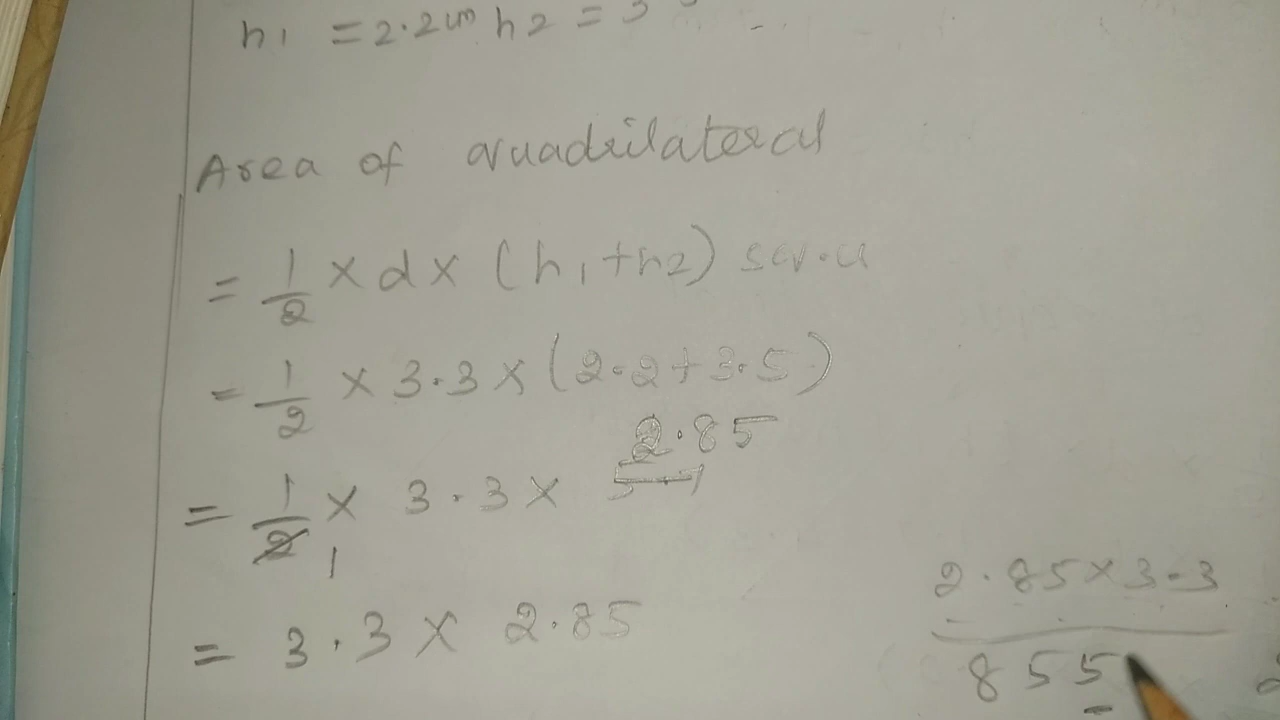 h1 = 2.2cm h2 = 3
Area of quadrilateral
= 1/2 × d × (h1+h2) sq.u
= 1/2 × 3.3 × (2.2+3.5)
2.85
= 1/2 × 3.3 × 5.7
1
= 3.3 × 2.85
2.85×3.3
855